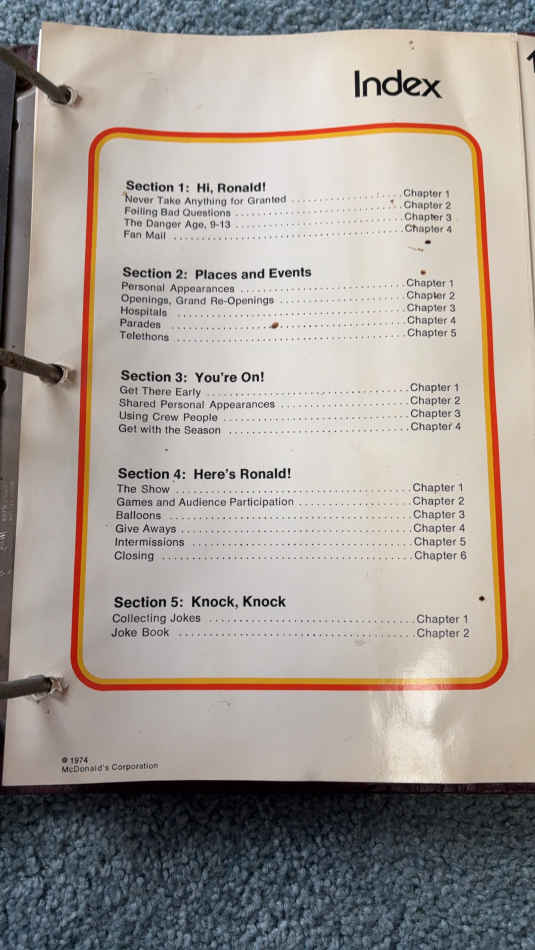 Index
Section 1: Hi, Ronald!
Never Take Anything for Granted . . . . . . . . . . . . . . . . . . . Chapter 1
Foiling Bad Questions . . . . . . . . . . . . . . . . . . . . . . . . . . . . Chapter 2
The Danger Age, 9-13 . . . . . . . . . . . . . . . . . . . . . . . . . . . . Chapter 3
Fan Mail . . . . . . . . . . . . . . . . . . . . . . . . . . . . . . . . . . . . . . Chapter 4
Section 2: Places and Events
Personal Appearances . . . . . . . . . . . . . . . . . . . . . . . . . . . Chapter 1
Openings, Grand Re-Openings . . . . . . . . . . . . . . . . . . . . . Chapter 2
Hospitals . . . . . . . . . . . . . . . . . . . . . . . . . . . . . . . . . . . . . Chapter 3
Parades . . . . . . . . . . . . . . . . . . . . . . . . . . . . . . . . . . . . . . Chapter 4
Telethons . . . . . . . . . . . . . . . . . . . . . . . . . . . . . . . . . . . . . Chapter 5
Section 3: You're On!
Get There Early . . . . . . . . . . . . . . . . . . . . . . . . . . . . . . . . . Chapter 1
Shared Personal Appearances . . . . . . . . . . . . . . . . . . . . . Chapter 2
Using Crew People . . . . . . . . . . . . . . . . . . . . . . . . . . . . . . Chapter 3
Get with the Season . . . . . . . . . . . . . . . . . . . . . . . . . . . . . Chapter 4
Section 4: Here's Ronald!
The Show . . . . . . . . . . . . . . . . . . . . . . . . . . . . . . . . . . . . . . Chapter 1
Games and Audience Participation . . . . . . . . . . . . . . . . . . Chapter 2
Balloons . . . . . . . . . . . . . . . . . . . . . . . . . . . . . . . . . . . . . . . Chapter 3
Give Aways . . . . . . . . . . . . . . . . . . . . . . . . . . . . . . . . . . . . . Chapter 4
Intermissions . . . . . . . . . . . . . . . . . . . . . . . . . . . . . . . . . . . Chapter 5
Closing . . . . . . . . . . . . . . . . . . . . . . . . . . . . . . . . . . . . . . . . Chapter 6
Section 5: Knock, Knock
Collecting Jokes . . . . . . . . . . . . . . . . . . . . . . . . . . . . . . . . . Chapter 1
Joke Book . . . . . . . . . . . . . . . . . . . . . . . . . . . . . . . . . . . . . . Chapter 2
© 1974
McDonald's Corporation